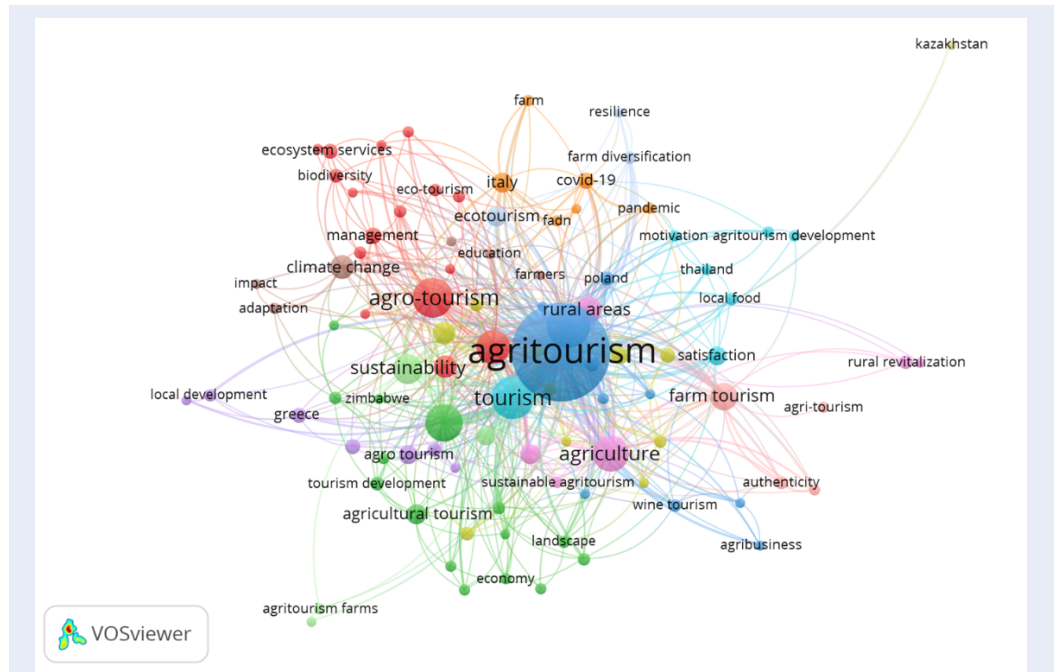 kazakhstan
farm
resilience
ecosystem services
farm diversification
biodiversity
eco-tourism
italy
covid-19
ecotourism
fadn
pandemic
management
motivation
agritourism development
education
climate change
farmers
poland
thailand
impact
agro-tourism
rural areas
local food
adaptation
agritourism
satisfaction
rural revitalization
sustainability
local development
zimbabwe
tourism
farm tourism
agri-tourism
greece
agro tourism
agriculture
tourism development
sustainable agritourism
authenticity
agricultural tourism
wine tourism
landscape
agribusiness
economy
agritourism farms
VOSviewer